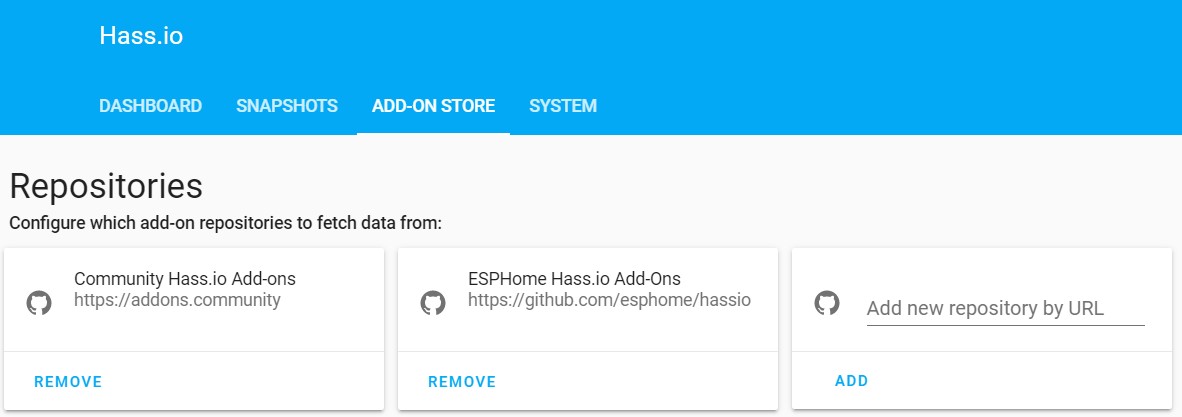 Hass.io
DASHBOARD SNAPSHOTS ADD-ON STORE SYSTEM
Repositories
Configure which add-on repositories to fetch data from:
Community Hass.io Add-ons
https://addons.community
REMOVE
ESPHome Hass.io Add-Ons
https://github.com/esphome/hassio
REMOVE
Add new repository by URL
ADD